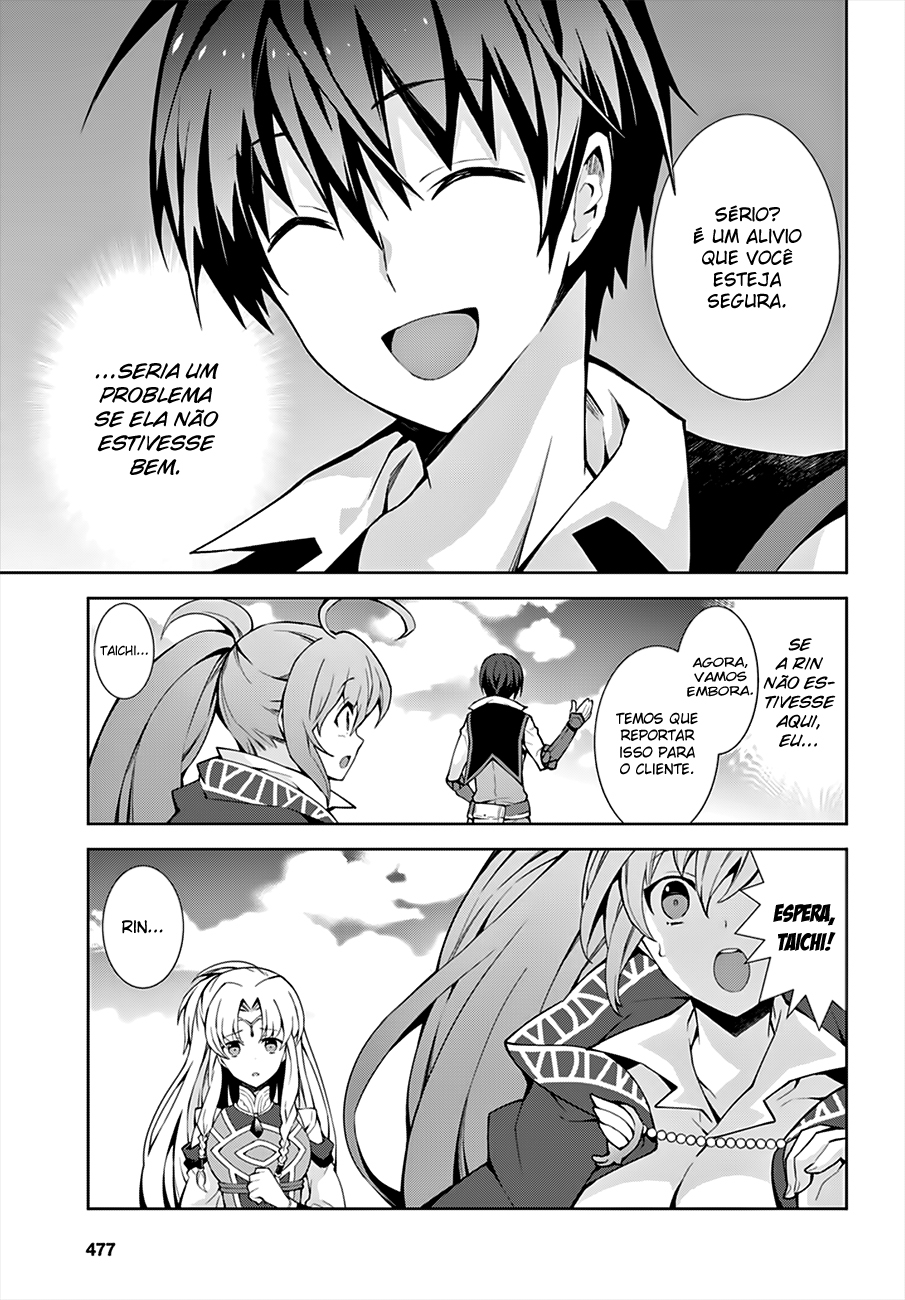 SÉRIO?
É UM ALIVIO
QUE VOCÊ
ESTEJA
SEGURA.
...SERIA UM
PROBLEMA
SE ELA NÃO
ESTIVESSE
BEM.
SE
A RIN
NÃO ES-
TIVESSE
AQUI,
EU...
AGORA,
VAMOS
EMBORA.
TEMOS QUE
REPORTAR
ISSO PARA
O CLIENTE.
TAICHI...
ESPERA,
TAICHI!
RIN...
477